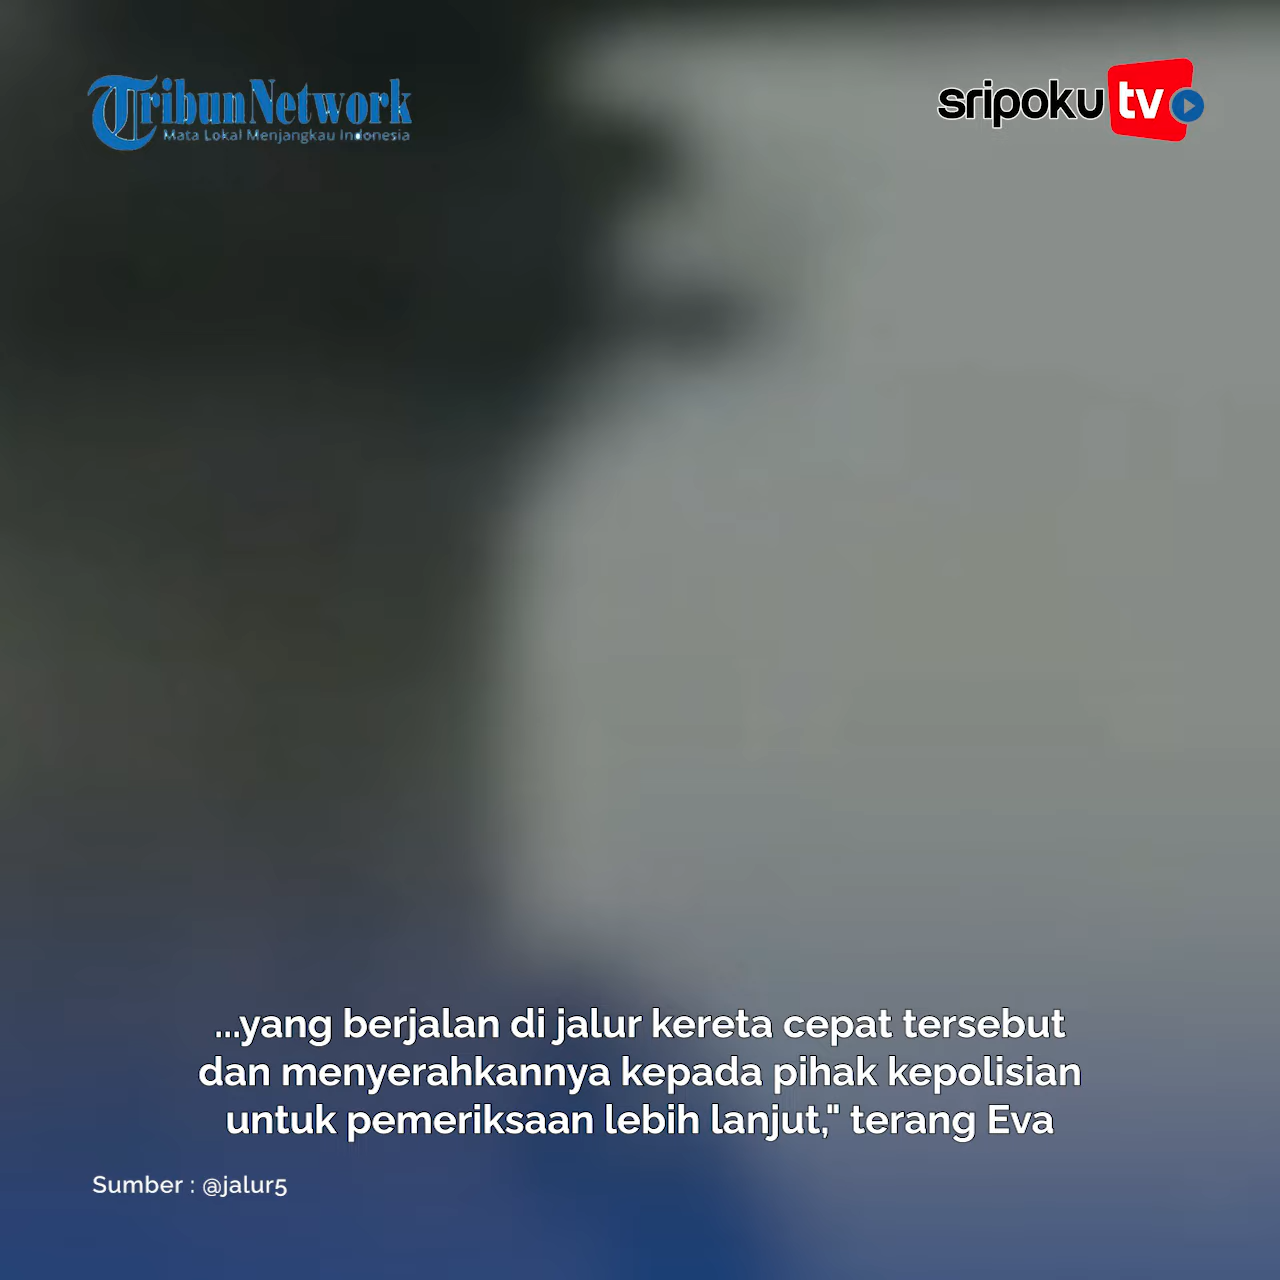 TribunNetwork
Mata Lokal Menjangkau Indonesia
sripoku tv
...yang berjalan di jalur kereta cepat tersebut
dan menyerahkannya kepada pihak kepolisian
untuk pemeriksaan lebih lanjut," terang Eva
Sumber : @jalur5